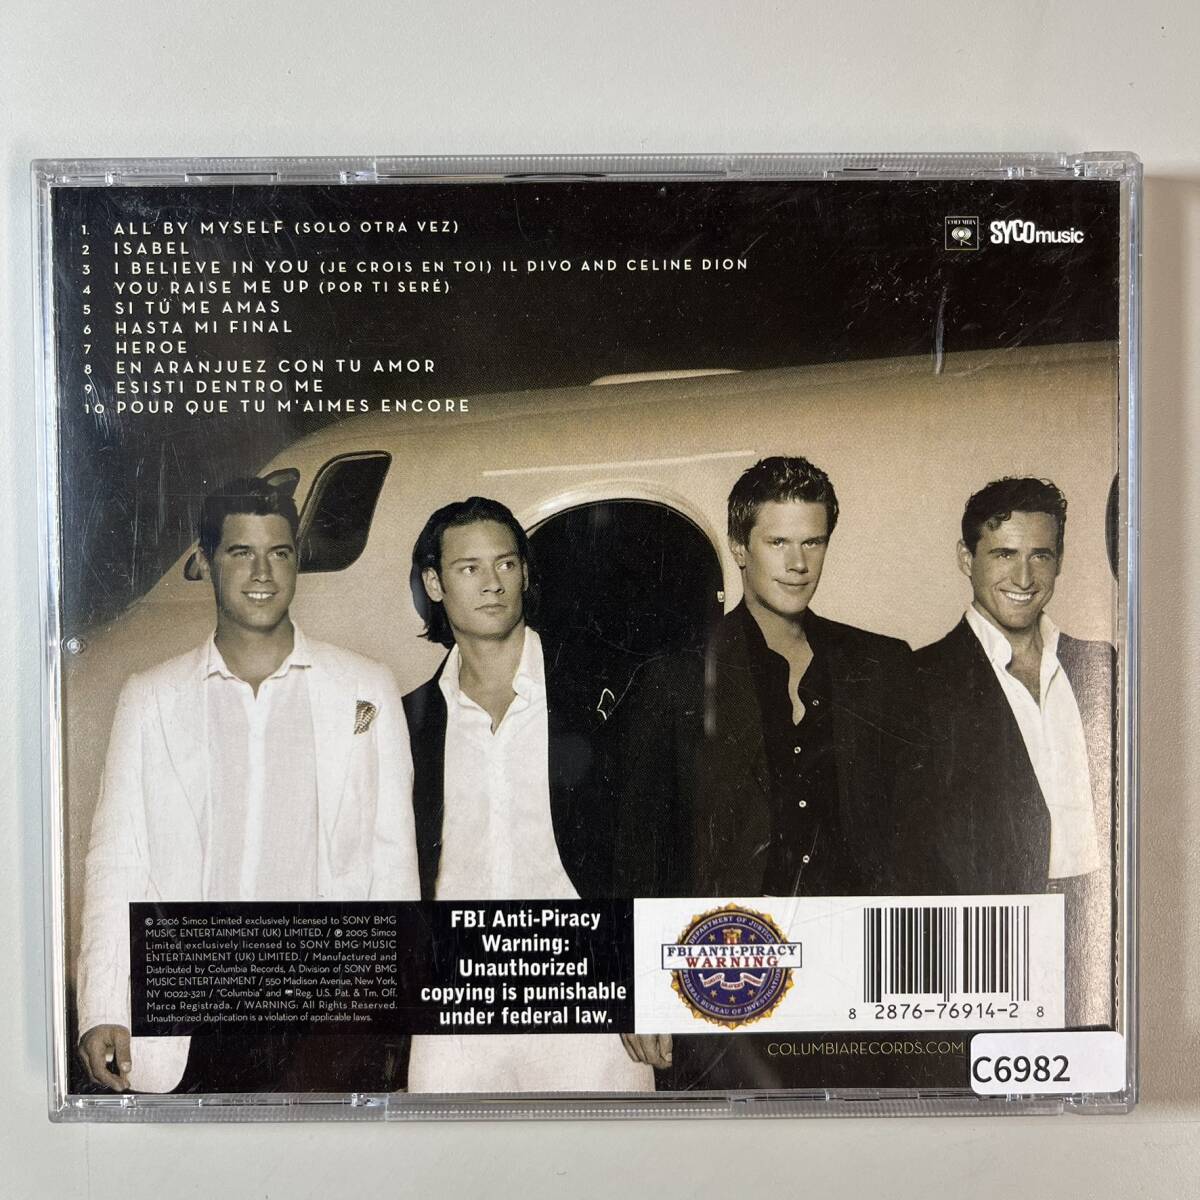 1. ALL BY MYSELF (SOLO OTRA VEZ)
2 ISABEL
3 I BELIEVE IN YOU (JE CROIS EN TOI) IL DIVO AND CELINE DION
4 YOU RAISE ME UP (POR TI SERÉ)
5 SI TÚ ME AMAS
6 HASTA MI FINAL
7 HEROE
8 EN ARANJUEZ CON TU AMOR
9 ESISTI DENTRO ME
10 POUR QUE TU M'AIMES ENCORE
COLUMBIA
SYCOmusic
© 2006 Simco Limited exclusively licensed to SONY BMG
MUSIC ENTERTAINMENT (UK) LIMITED. / ℗ 2005 Simco
Limited exclusively licensed to SONY BMG MUSIC
ENTERTAINMENT (UK) LIMITED. / Manufactured and
Distributed by Columbia Records, A Division of SONY BMG
MUSIC ENTERTAINMENT / 550 Madison Avenue, New York,
NY 10022-3211 / "Columbia" and Reg. U.S. Pat. & Tm. Off.
Marca Registrada. / WARNING: All Rights Reserved.
Unauthorized duplication is a violation of applicable laws.
FBI Anti-Piracy
Warning:
Unauthorized
copying is punishable
under federal law.
DEPARTMENT OF JUSTICE
FBI ANTI-PIRACY
WARNING
FEDERAL BUREAU OF INVESTIGATION
8 2876-76914-2 8
COLUMBIARECORDS.COM
C6982